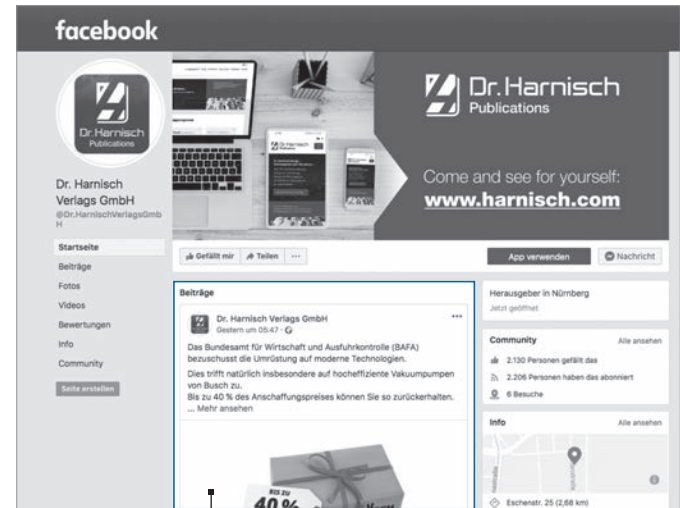 facebook
Dr.Harnisch
Publications
Dr. Harnisch
Verlags GmbH
@Dr.HarnischVerlagsGmb
H
Startseite
Beiträge
Fotos
Videos
Bewertungen
Info
Community
Seite erstellen
Dr.Harnisch
Publications
Come and see for yourself:
www.harnisch.com
Gefällt mir
Teilen
...
App verwenden
Nachricht
Beiträge
Dr. Harnisch Verlags GmbH
Gestern um 05:47 ·
Das Bundesamt für Wirtschaft und Ausfuhrkontrolle (BAFA)
bezuschusst die Umrüstung auf moderne Technologien.
Dies trifft natürlich insbesondere auf hocheffiziente Vakuumpumpen
von Busch zu.
Bis zu 40 % des Anschaffungspreises können Sie so zurückerhalten.
... Mehr ansehen
BIS ZU
40 %
Herausgeber in Nürnberg
Jetzt geöffnet
Community
Alle ansehen
2.130 Personen gefällt das
2.206 Personen haben das abonniert
6 Besuche
Info
Alle ansehen
Eschenstr. 25 (2,68 km)